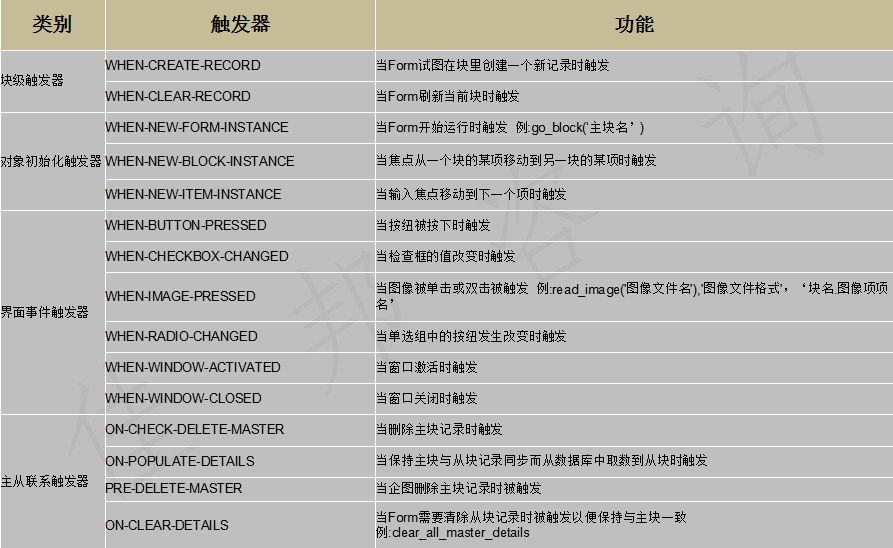 类别 触发器 功能
块级触发器
WHEN-CREATE-RECORD 当Form试图在块里创建一个新记录时触发
WHEN-CLEAR-RECORD 当Form刷新当前块时触发
对象初始化触发器
WHEN-NEW-FORM-INSTANCE 当Form开始运行时触发 例:go_block(‘主块名’)
WHEN-NEW-BLOCK-INSTANCE 当焦点从一个块的某项移动到另一块的某项时触发
WHEN-NEW-ITEM-INSTANCE 当输入焦点移动到下一个项时触发
界面事件触发器
WHEN-BUTTON-PRESSED 当按纽被按下时触发
WHEN-CHECKBOX-CHANGED 当检查框的值改变时触发
WHEN-IMAGE-PRESSED 当图像被单击或双击被触发 例:read_image('图像文件名'),'图像文件格式'，‘块名,图像项项
名’
WHEN-RADIO-CHANGED 当单选组中的按纽发生改变时触发
WHEN-WINDOW-ACTIVATED 当窗口激活时触发
WHEN-WINDOW-CLOSED 当窗口关闭时触发
主从联系触发器
ON-CHECK-DELETE-MASTER 当删除主块记录时触发
ON-POPULATE-DETAILS 当保持主块与从块记录同步而从数据库中取数到从块时触发
PRE-DELETE-MASTER 当企图删除主块记录时被触发
ON-CLEAR-DETAILS 当Form需要清除从块记录时被触发以便保持与主块一致
例:clear_all_master_details
佳邦咨询